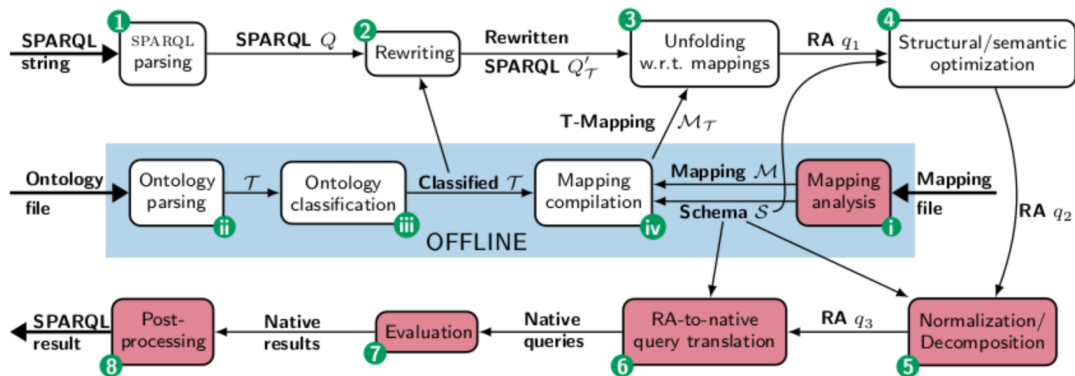 1
SPARQL
string
SPARQL
parsing
SPARQL Q
2
Rewriting
Rewritten
SPARQL Q′𝒯
3
Unfolding
w.r.t. mappings
RA q₁
4
Structural/semantic
optimization
T-Mapping ℳ𝒯
Ontology
file
Ontology
parsing
ii
𝒯
Ontology
classification
iii
Classified 𝒯
Mapping
compilation
iv
Mapping ℳ
Schema 𝒮
Mapping
analysis
i
Mapping
file
OFFLINE
RA q₂
SPARQL
result
Post-
processing
8
Native
results
Evaluation
7
Native
queries
RA-to-native
query translation
6
RA q₃
Normalization/
Decomposition
5